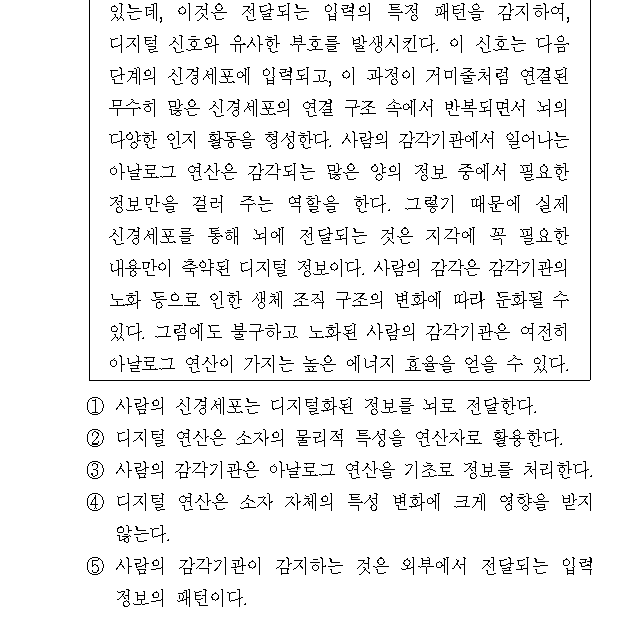 있는데, 이것은 전달되는 입력의 특정 패턴을 감지하여,
디지털 신호와 유사한 부호를 발생시킨다. 이 신호는 다음
단계의 신경세포에 입력되고, 이 과정이 거미줄처럼 연결된
무수히 많은 신경세포의 연결 구조 속에서 반복되면서 뇌의
다양한 인지 활동을 형성한다. 사람의 감각기관에서 일어나는
아날로그 연산은 감각되는 많은 양의 정보 중에서 필요한
정보만을 걸러 주는 역할을 한다. 그렇기 때문에 실제
신경세포를 통해 뇌에 전달되는 것은 지각에 꼭 필요한
내용만이 축약된 디지털 정보이다. 사람의 감각은 감각기관의
노화 등으로 인한 생체 조직 구조의 변화에 따라 둔화될 수
있다. 그럼에도 불구하고 노화된 사람의 감각기관은 여전히
아날로그 연산이 가지는 높은 에너지 효율을 얻을 수 있다.
① 사람의 신경세포는 디지털화된 정보를 뇌로 전달한다.
② 디지털 연산은 소자의 물리적 특성을 연산자로 활용한다.
③ 사람의 감각기관은 아날로그 연산을 기초로 정보를 처리한다.
④ 디지털 연산은 소자 자체의 특성 변화에 크게 영향을 받지
않는다.
⑤ 사람의 감각기관이 감지하는 것은 외부에서 전달되는 입력
정보의 패턴이다.